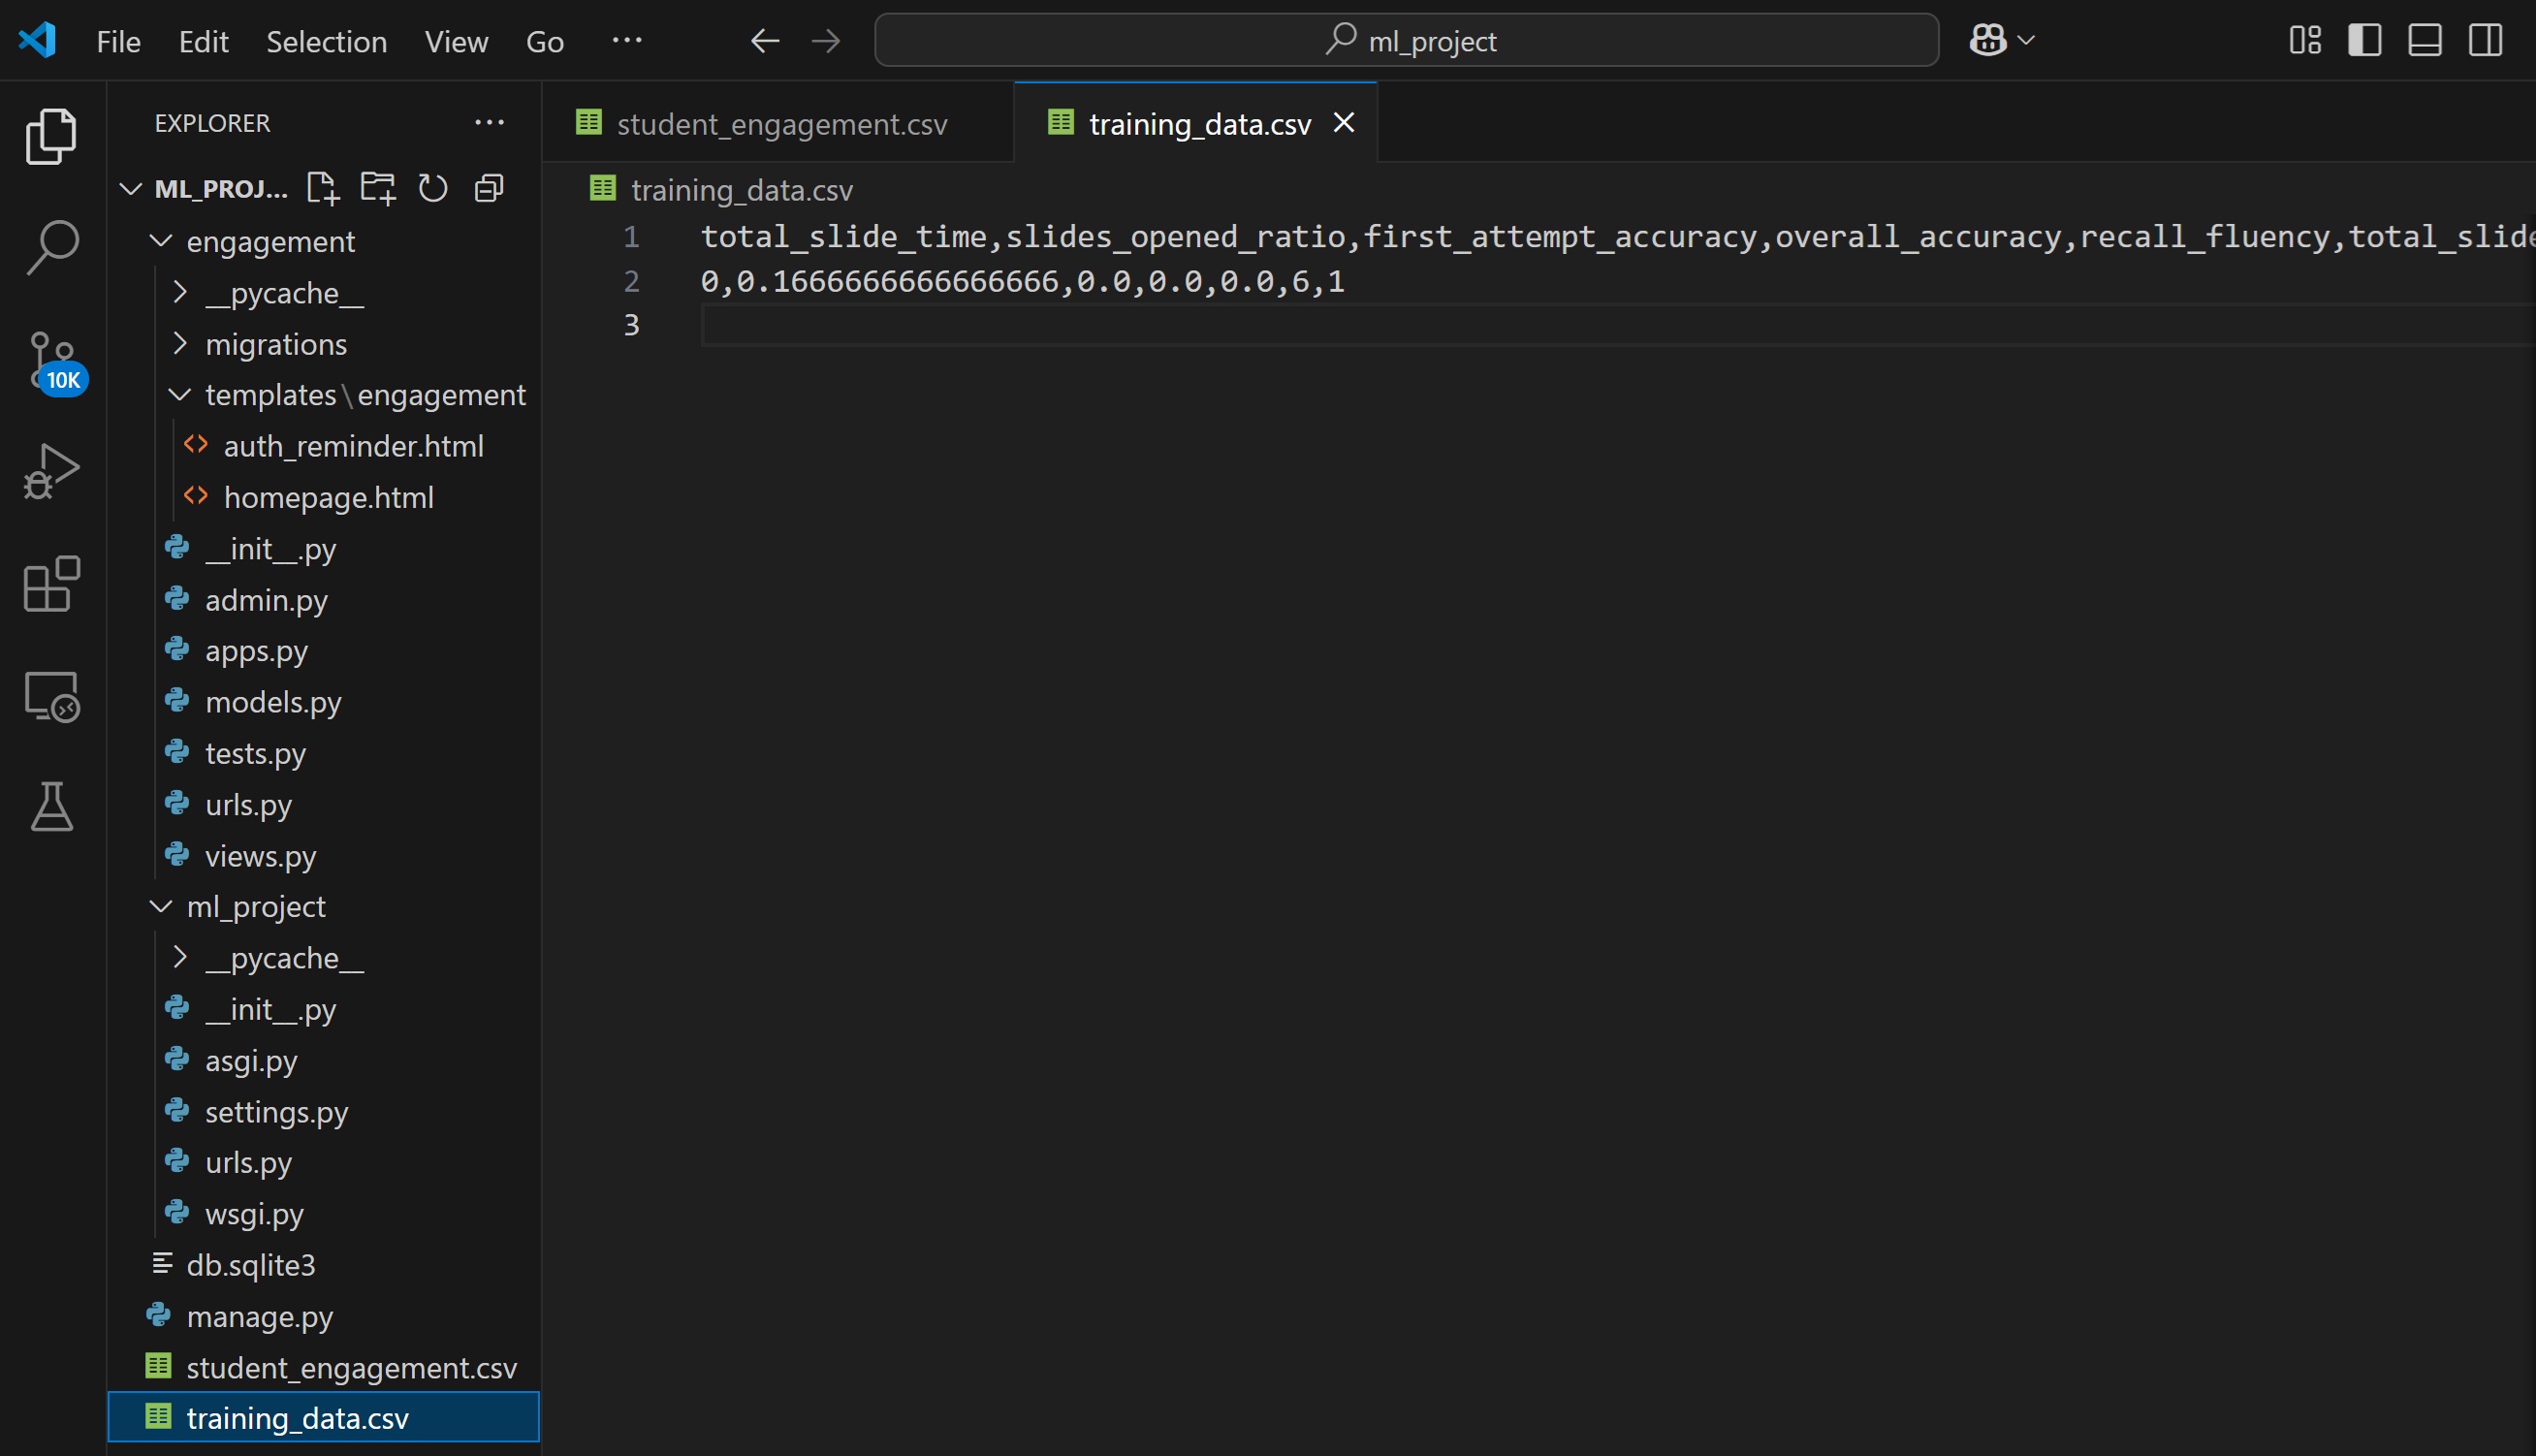 File Edit Selection View Go ···
ml_project
EXPLORER ···
ML_PROJ...
engagement
__pycache__
migrations
templates\engagement
auth_reminder.html
homepage.html
__init__.py
admin.py
apps.py
models.py
tests.py
urls.py
views.py
ml_project
__pycache__
__init__.py
asgi.py
settings.py
urls.py
wsgi.py
db.sqlite3
manage.py
student_engagement.csv
training_data.csv
10K
student_engagement.csv training_data.csv
training_data.csv
1 total_slide_time,slides_opened_ratio,first_attempt_accuracy,overall_accuracy,recall_fluency,total_slide
2 0,0.1666666666666666,0.0,0.0,0.0,6,1
3